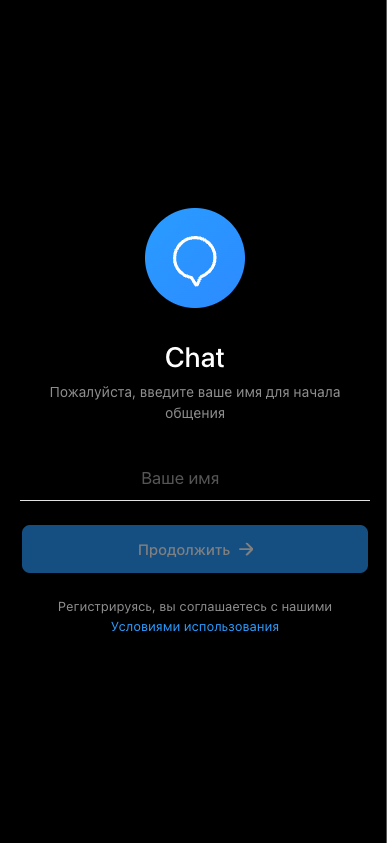 Chat
Пожалуйста, введите ваше имя для начала
общения
Ваше имя
Продолжить →
Регистрируясь, вы соглашаетесь с нашими
Условиями использования